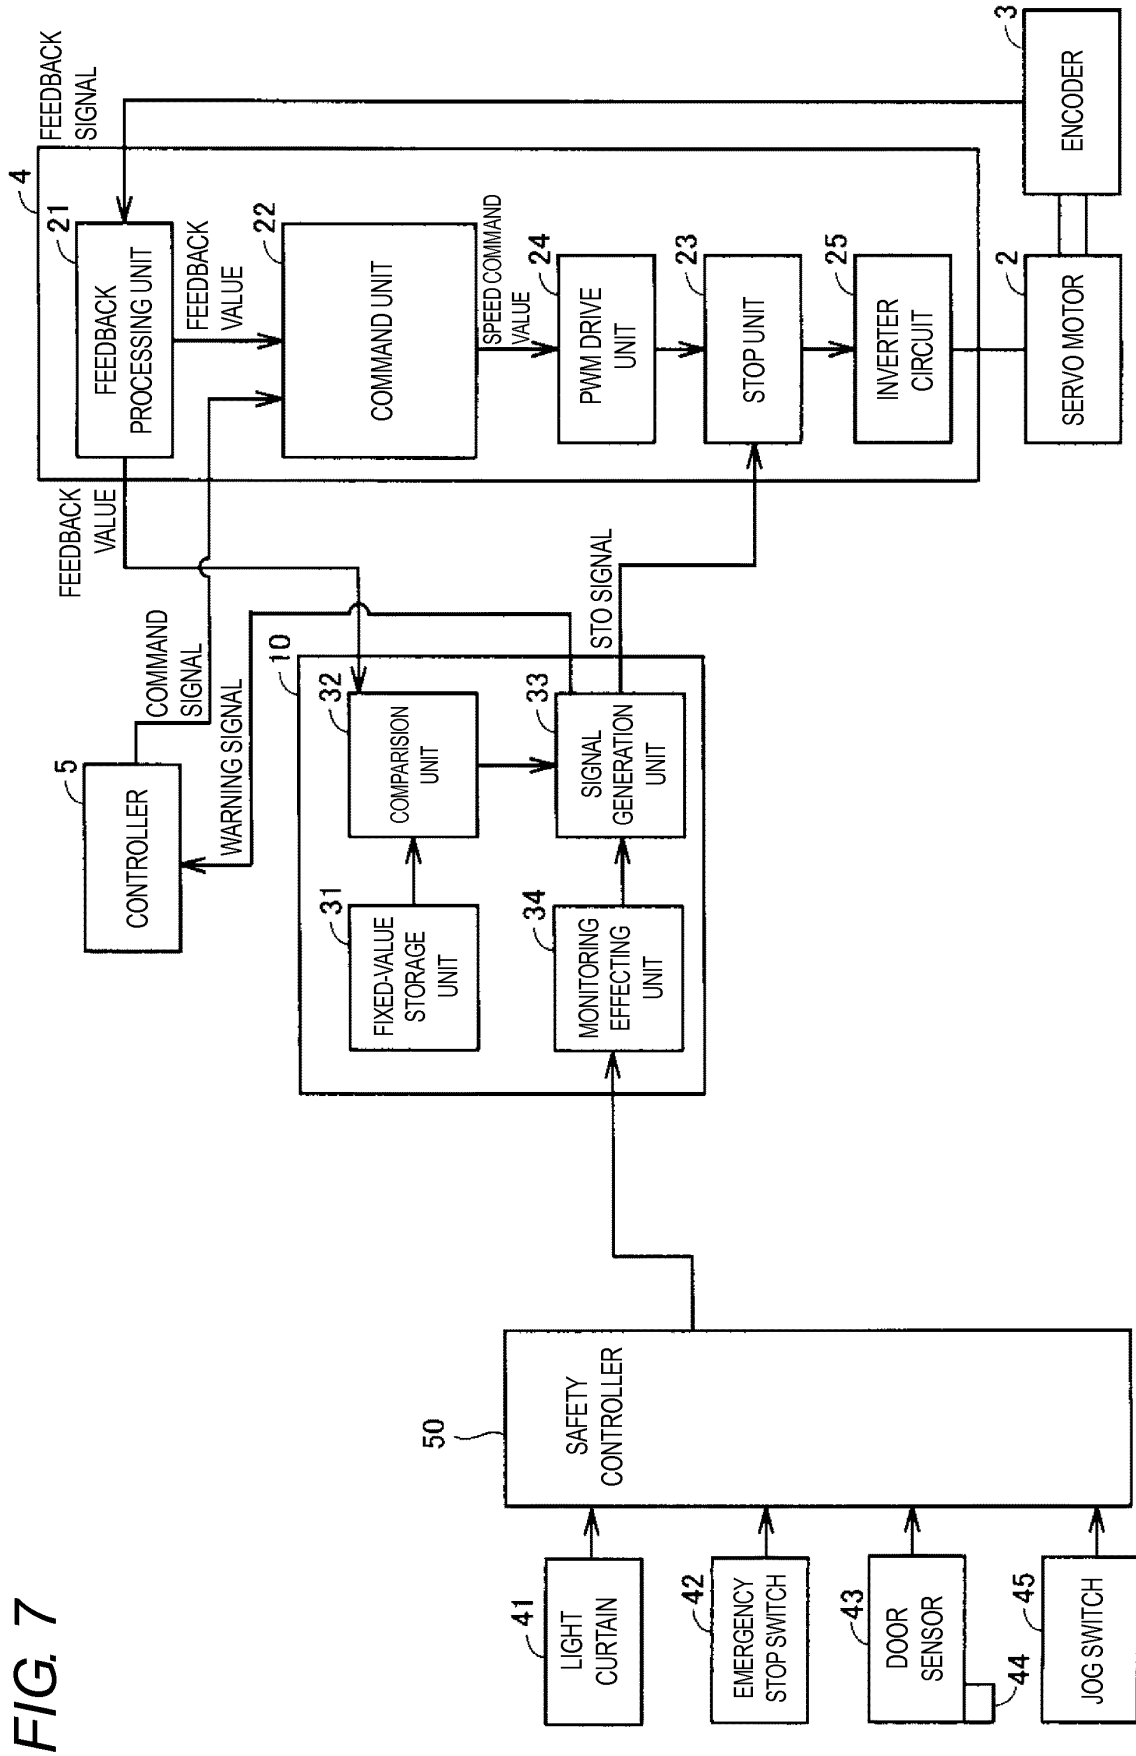 FIG. 7
4
FEEDBACK
SIGNAL
21
FEEDBACK
PROCESSING UNIT
FEEDBACK
VALUE
22
COMMAND UNIT
SPEED COMMAND
VALUE
24
PWM DRIVE
UNIT
23
STOP UNIT
25
INVERTER
CIRCUIT
2
SERVO MOTOR
3
ENCODER
FEEDBACK
VALUE
5
CONTROLLER
COMMAND
SIGNAL
WARNING SIGNAL
STO SIGNAL
10
32
COMPARISION
UNIT
33
SIGNAL
GENERATION
UNIT
31
FIXED-VALUE
STORAGE
UNIT
34
MONITORING
EFFECTING
UNIT
50
SAFETY
CONTROLLER
41
LIGHT
CURTAIN
42
EMERGENCY
STOP SWITCH
43
DOOR
SENSOR
44
45
JOG SWITCH